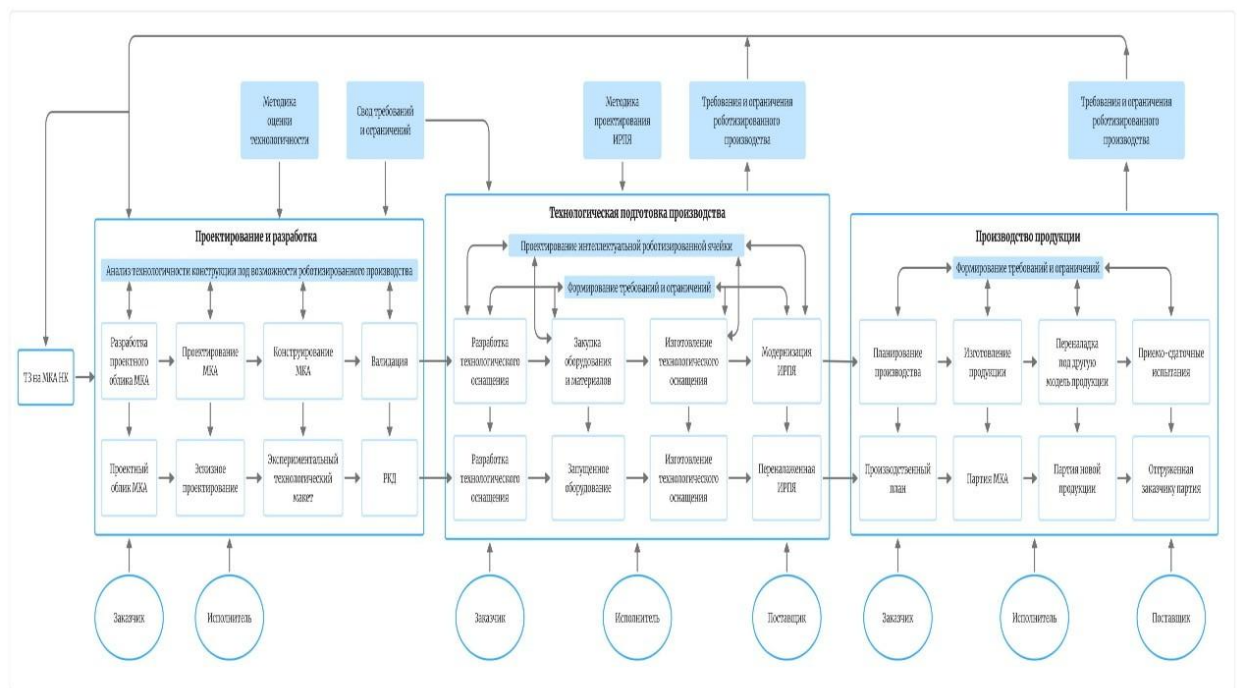 Методика
оценки
технологичности
Свод требований
и ограничений
Методика
проектирования
ИРПЯ
Требования и ограничения
роботизированного
производства
Требования и ограничения
роботизированного
производства
Проектирование и разработка
Анализ технологичности конструкции под возможности роботизированного производства
Разработка
проектного
облика МКА
Проектирование
МКА
Конструирование
МКА
Валидация
ТЗ на МКА НК
Проектный
облик МКА
Эскизное
проектирование
Экспериментальный
технологический
макет
РКД
Технологическая подготовка производства
Проектирование интеллектуальной роботизированной ячейки
Формирование требований и ограничений
Разработка
технологического
оснащения
Закупка
оборудования
и материалов
Изготовление
технологического
оснащения
Модернизация
ИРПЯ
Разработка
технологического
оснащения
Запущенное
оборудование
Изготовление
технологического
оснащения
Переналаженная
ИРПЯ
Производство продукции
Формирование требований и ограничений
Планирование
производства
Изготовление
продукции
Переналадка
под другую
модель продукции
Приемо-сдаточные
испытания
Производственный
план
Партия МКА
Партия новой
продукции
Отгруженная
заказчику партия
Заказчик
Исполнитель
Заказчик
Исполнитель
Поставщик
Заказчик
Исполнитель
Поставщик